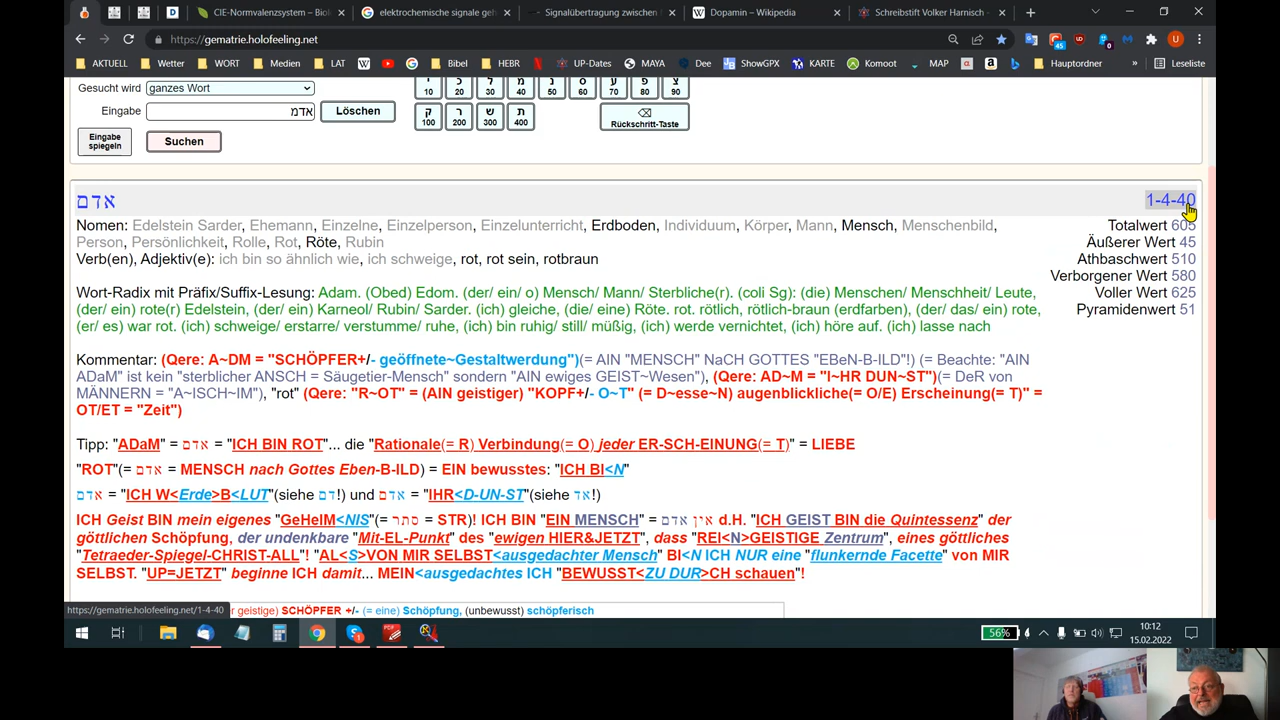 CIE-Normvalenzsystem – Biol
elektrochemische signale geh
Signalübertragung zwischen
Dopamin – Wikipedia
Schreibstift Volker Harnisch -
https://gematrie.holofeeling.net
AKTUELL Wetter WORT Medien LAT Bibel HEBR UP-Dates MAYA Dee ShowGPX KARTE Komoot MAP Hauptordner » Leseliste
Gesucht wird ganzes Wort
Eingabe אדמ Löschen
Eingabe spiegeln Suchen
י כ ל מ נ ס ע פ צ
10 20 30 40 50 60 70 80 90
ק ר ש ת
100 200 300 400 Rückschritt-Taste
אדם 1-4-40
Nomen: Edelstein Sarder, Ehemann, Einzelne, Einzelperson, Einzelunterricht, Erdboden, Individuum, Körper, Mann, Mensch, Menschenbild,
Person, Persönlichkeit, Rolle, Rot, Röte, Rubin
Verb(en), Adjektiv(e): ich bin so ähnlich wie, ich schweige, rot, rot sein, rotbraun
Totalwert 605
Äußerer Wert 45
Athbaschwert 510
Verborgener Wert 580
Voller Wert 625
Pyramidenwert 51
Wort-Radix mit Präfix/Suffix-Lesung: Adam. (Obed) Edom. (der/ ein/ o) Mensch/ Mann/ Sterbliche(r). (coli Sg): (die) Menschen/ Menschheit/ Leute,
(der/ ein) rote(r) Edelstein, (der/ ein) Karneol/ Rubin/ Sarder. (ich) gleiche, (die/ eine) Röte. rot. rötlich, rötlich-braun (erdfarben), (der/ das/ ein) rote,
(er/ es) war rot. (ich) schweige/ erstarre/ verstumme/ ruhe, (ich) bin ruhig/ still/ müßig, (ich) werde vernichtet, (ich) höre auf. (ich) lasse nach
Kommentar: (Qere: A~DM = "SCHÖPFER+/- geöffnete~Gestaltwerdung")(= AIN "MENSCH" NaCH GOTTES "EBeN-B-ILD"!) (= Beachte: "AIN
ADaM" ist kein "sterblicher ANSCH = Säugetier-Mensch" sondern "AIN ewiges GEIST~Wesen), (Qere: AD~M = "I~HR DUN~ST")(= DeR von
MÄNNERN = "A~ISCH~IM"), "rot" (Qere: "R~OT" = (AIN geistiger) "KOPF+/- O~T" (= D~esse~N) augenblickliche(= O/E) Erscheinung(= T)" =
OT/ET = "Zeit")
Tipp: "ADaM" = אדם = "ICH BIN ROT"... die "Rationale(= R) Verbindung(= O) jeder ER-SCH-EINUNG(= T)" = LIEBE
"ROT"(= אדם = MENSCH nach Gottes Eben-B-ILD) = EIN bewusstes: "ICH BI<N"
אדם = "ICH W<Erde>B<LUT"(siehe דם!) und אדם = "IHR<D-UN-ST"(siehe אד!)
ICH Geist BIN mein eigenes "GeHeIM<NIS"(= סתר = STR)! ICH BIN "EIN MENSCH" = אין אדם d.H. "ICH GEIST BIN die Quintessenz" der
göttlichen Schöpfung, der undenkbare "Mit-EL-Punkt" des "ewigen HIER&JETZT", dass "REI<N>GEISTIGE Zentrum", eines göttliches
"Tetraeder-Spiegel-CHRIST-ALL"! "AL<S>VON MIR SELBST<ausgedachter Mensch" BI<N ICH NUR eine "flunkernde Facette" von MIR
SELBST. "UP=JETZT" beginne ICH damit... MEIN<ausgedachtes ICH "BEWUSST<ZU DUR>CH schauen"!
https://gematrie.holofeeling.net/1-4-40
r geistige) SCHÖPFER +/- (= eine) Schöpfung, (unbewusst) schöpferisch
56%
10:12
15.02.2022